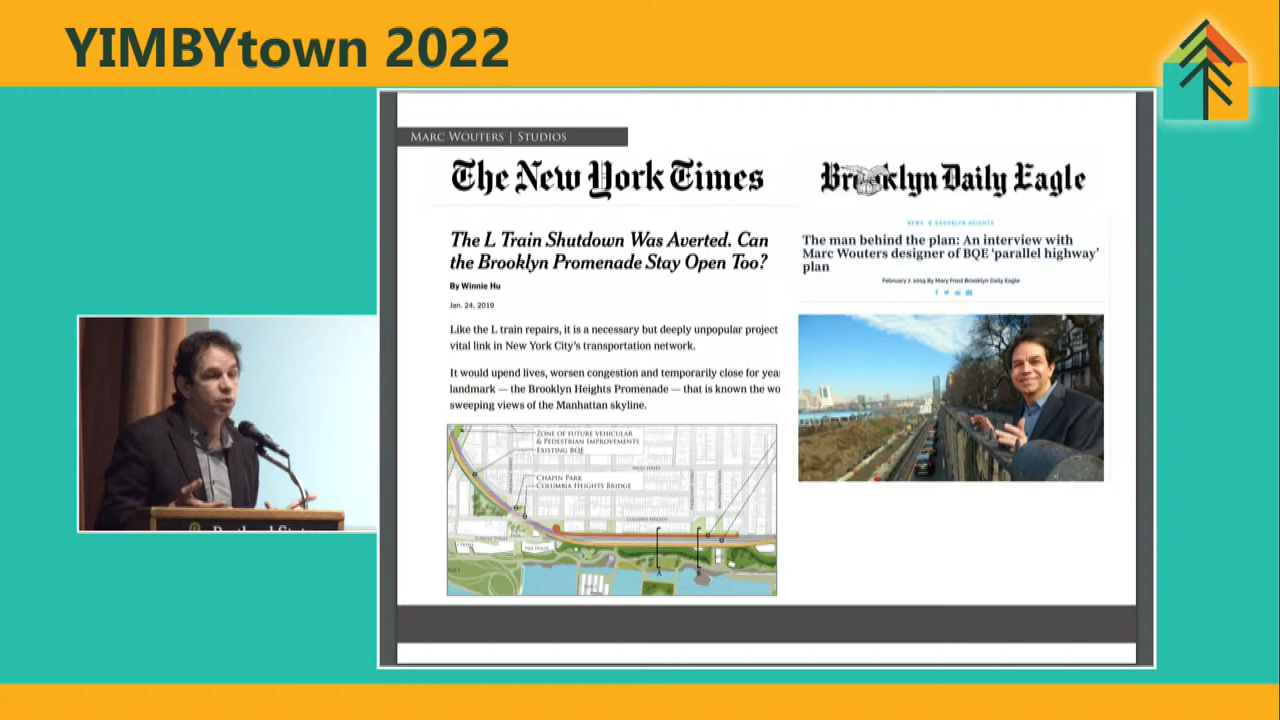 YIMBYtown 2022
MARC WOUTERS | STUDIOS
The New York Times
The L Train Shutdown Was Averted. Can
the Brooklyn Promenade Stay Open Too?
By Winnie Hu
Jan. 24, 2019
Like the L train repairs, it is a necessary but deeply unpopular project
vital link in New York City's transportation network.
It would upend lives, worsen congestion and temporarily close for yea
landmark — the Brooklyn Heights Promenade — that is known the wo
sweeping views of the Manhattan skyline.
ZONE OF FUTURE VEHICULAR
& PEDESTRIAN IMPROVEMENTS
EXISTING BQE
CHAPIN PARK
COLUMBIA HEIGHTS BRIDGE
COLUMBIA HEIGHTS
A
B
Brooklyn Daily Eagle
NEWS BROOKLYN HEIGHTS
The man behind the plan: An interview with
Marc Wouters designer of BQE 'parallel highway'
plan
February 7, 2019 By Mary Frost Brooklyn Daily Eagle
Portland State